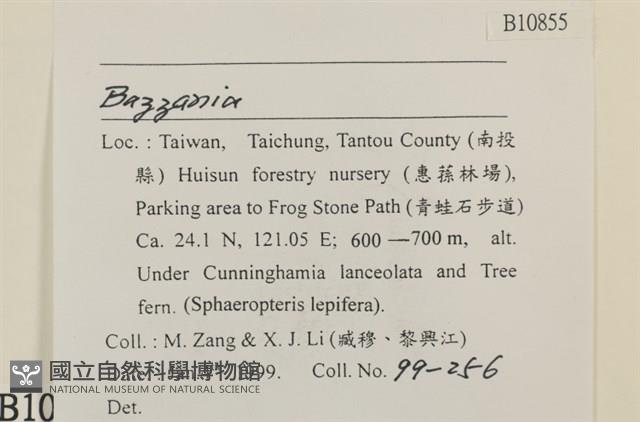 B10855
Bazzania
Loc. : Taiwan, Taichung, Tantou County (南投
縣) Huisun forestry nursery (惠蓀林場),
Parking area to Frog Stone Path (青蛙石步道)
Ca. 24.1 N, 121.05 E; 600 —700 m, alt.
Under Cunninghamia lanceolata and Tree
fern. (Sphaeropteris lepifera).
Coll. : M. Zang & X. J. Li (臧穆、黎興江)
國立自然科學博物館
NATIONAL MUSEUM OF NATURAL SCIENCE
Coll. No. 99-256
B10
Det.